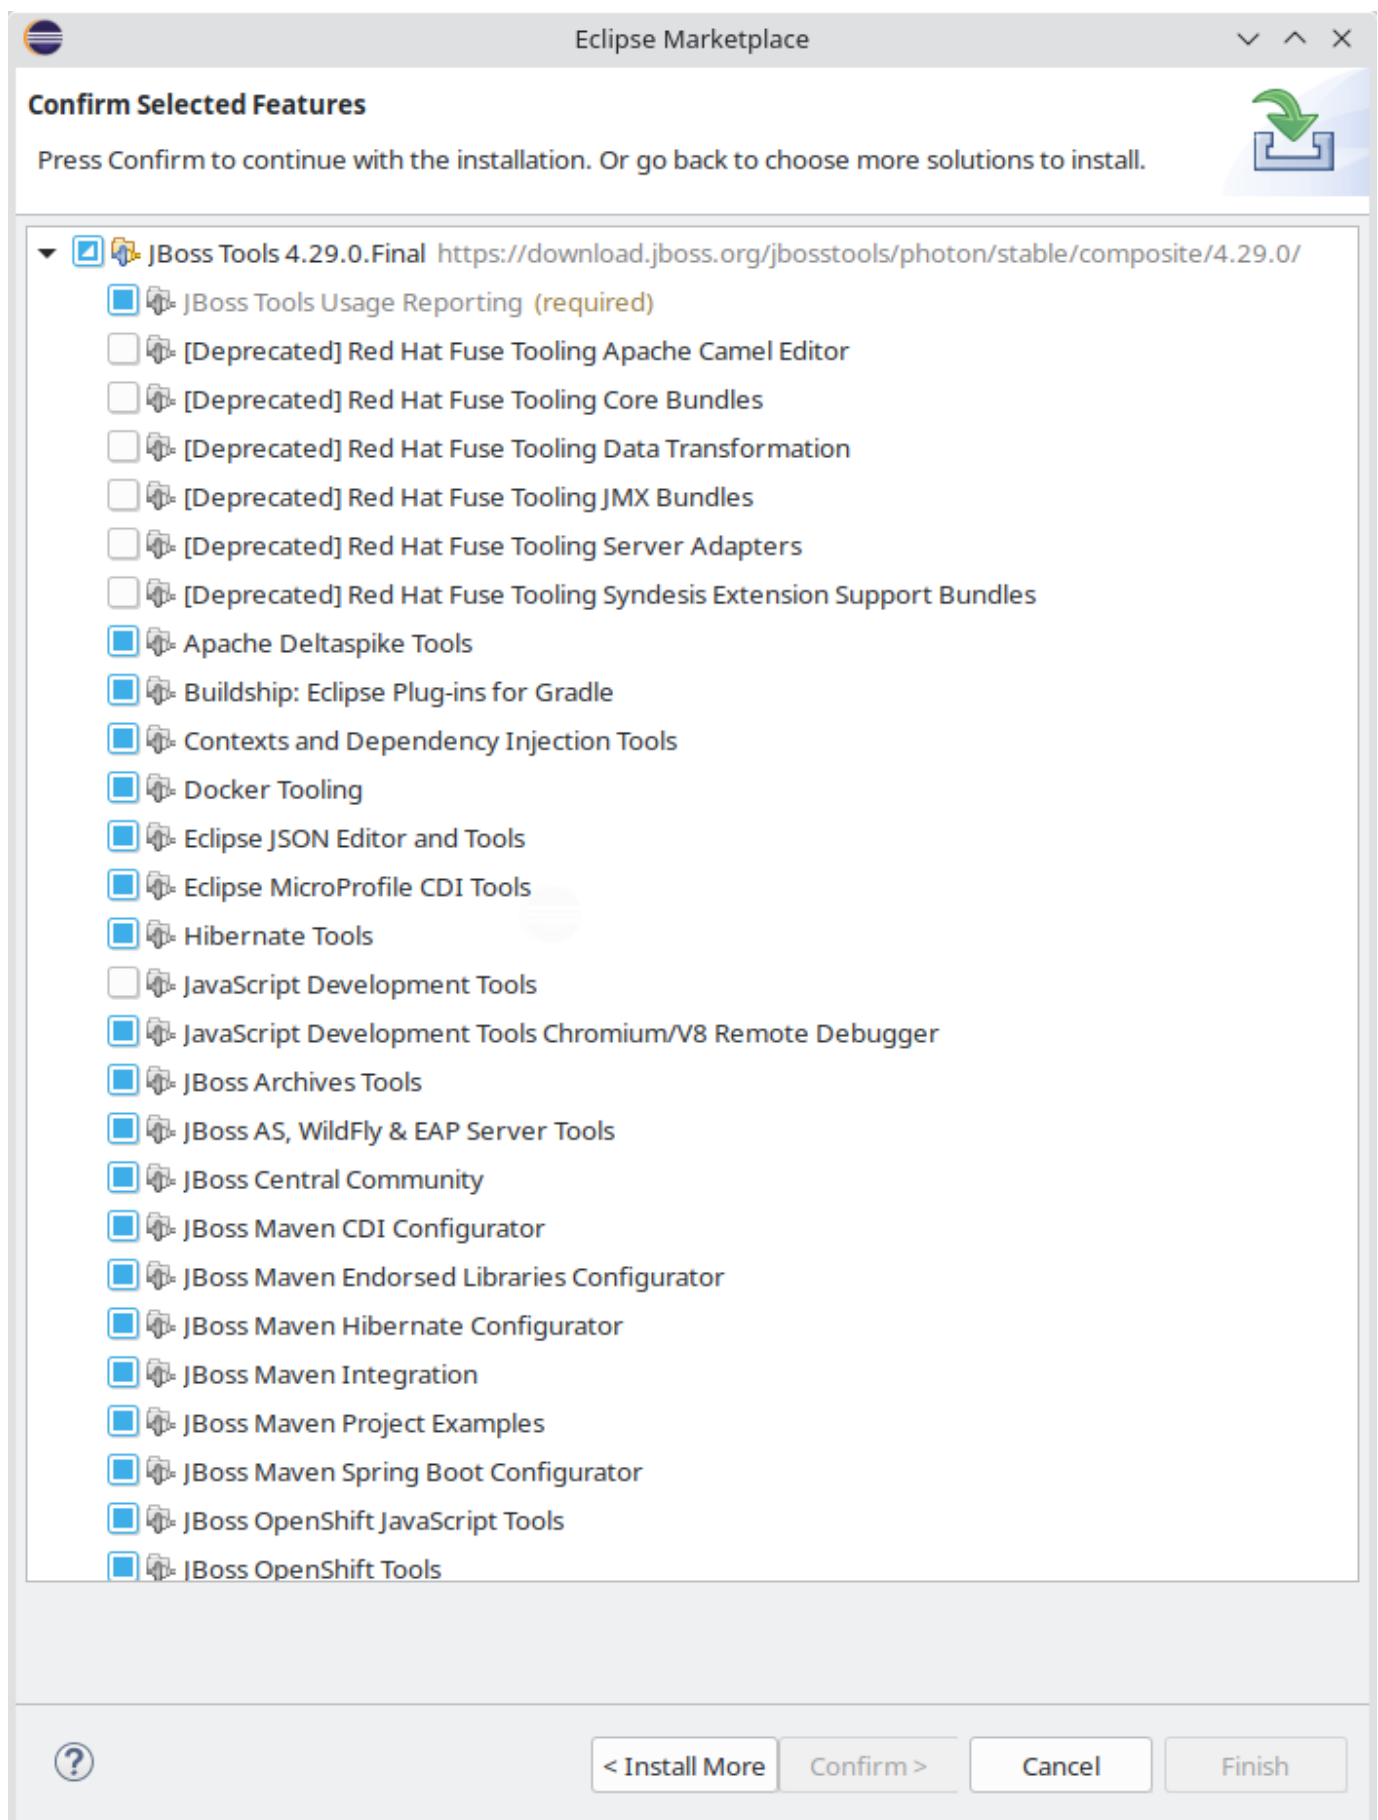 Eclipse Marketplace
Confirm Selected Features
Press Confirm to continue with the installation. Or go back to choose more solutions to install.
JBoss Tools 4.29.0.Final https://download.jboss.org/jbosstools/photon/stable/composite/4.29.0/
JBoss Tools Usage Reporting (required)
[Deprecated] Red Hat Fuse Tooling Apache Camel Editor
[Deprecated] Red Hat Fuse Tooling Core Bundles
[Deprecated] Red Hat Fuse Tooling Data Transformation
[Deprecated] Red Hat Fuse Tooling JMX Bundles
[Deprecated] Red Hat Fuse Tooling Server Adapters
[Deprecated] Red Hat Fuse Tooling Syndesis Extension Support Bundles
Apache Deltaspike Tools
Buildship: Eclipse Plug-ins for Gradle
Contexts and Dependency Injection Tools
Docker Tooling
Eclipse JSON Editor and Tools
Eclipse MicroProfile CDI Tools
Hibernate Tools
JavaScript Development Tools
JavaScript Development Tools Chromium/V8 Remote Debugger
JBoss Archives Tools
JBoss AS, WildFly & EAP Server Tools
JBoss Central Community
JBoss Maven CDI Configurator
JBoss Maven Endorsed Libraries Configurator
JBoss Maven Hibernate Configurator
JBoss Maven Integration
JBoss Maven Project Examples
JBoss Maven Spring Boot Configurator
JBoss OpenShift JavaScript Tools
JBoss OpenShift Tools
? < Install More Confirm > Cancel Finish